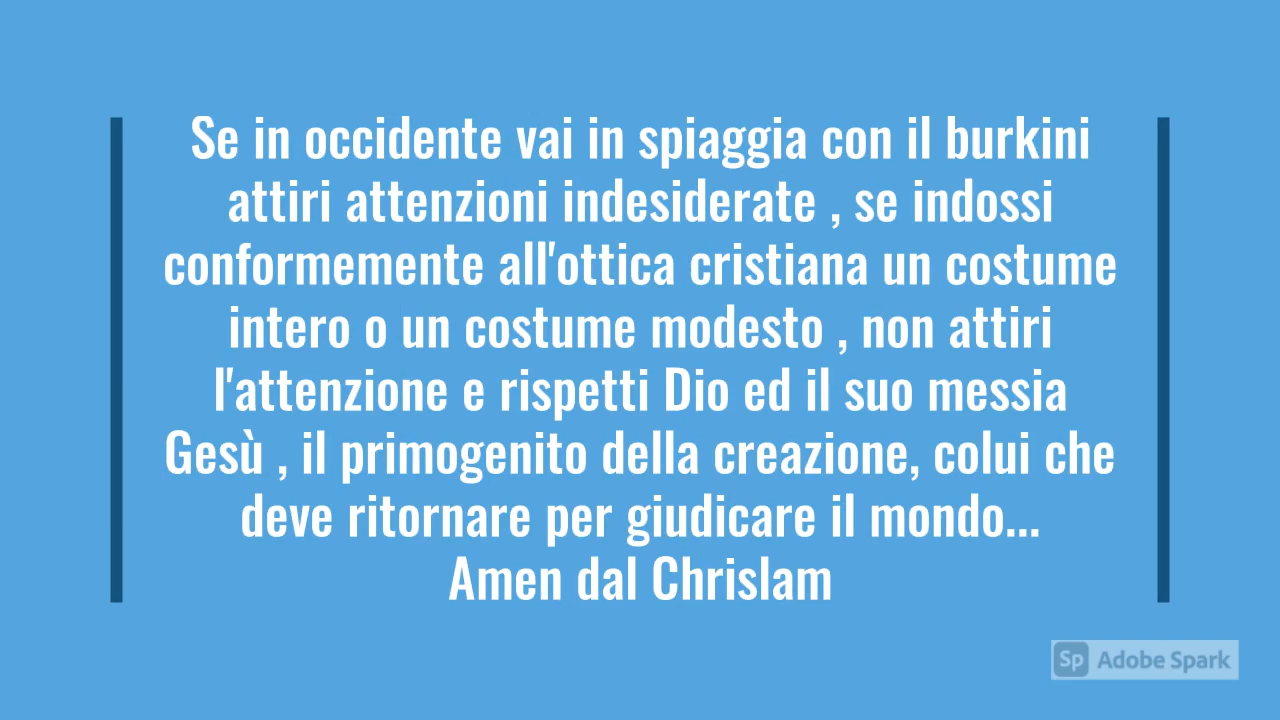 Se in occidente vai in spiaggia con il burkini
attiri attenzioni indesiderate , se indossi
conformemente all'ottica cristiana un costume
intero o un costume modesto , non attiri
l'attenzione e rispetti Dio ed il suo messia
Gesù , il primogenito della creazione, colui che
deve ritornare per giudicare il mondo...
Amen dal Chrislam
Sp Adobe Spark